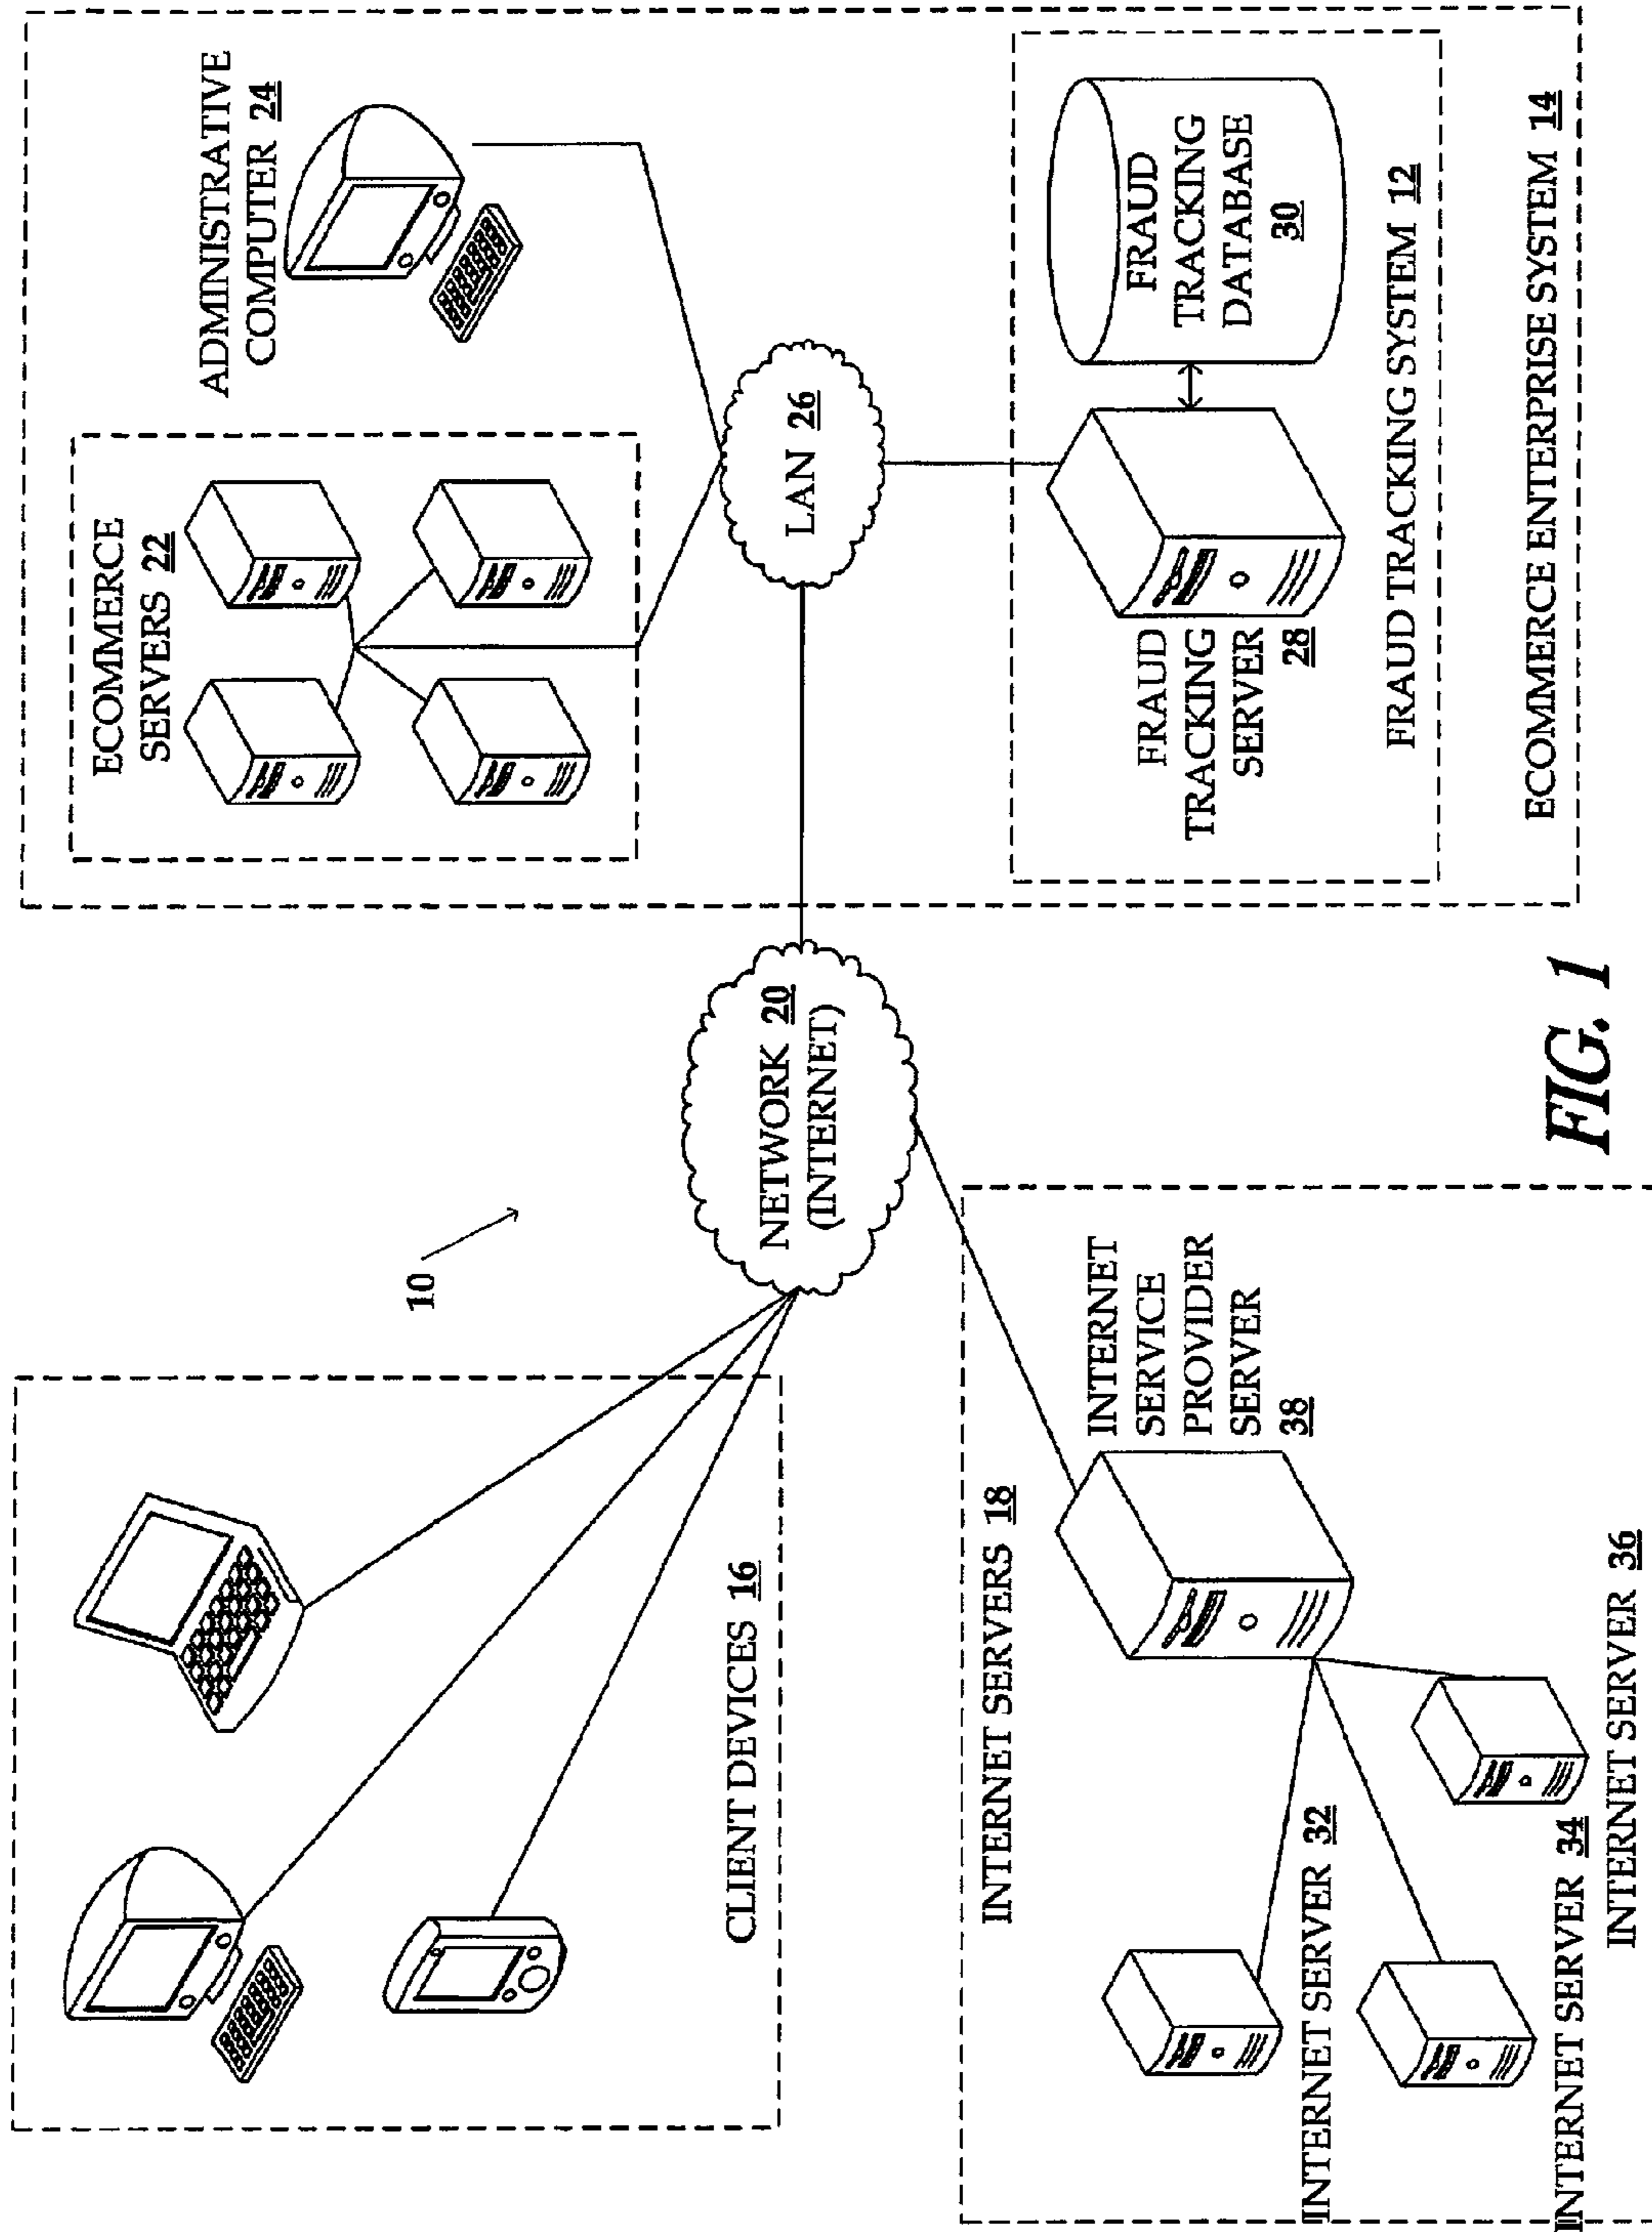 10
CLIENT DEVICES 16
NETWORK 20
(INTERNET)
ECOMMERCE
SERVERS 22
ADMINISTRATIVE
COMPUTER 24
LAN 26
FRAUD
TRACKING
SERVER
28
FRAUD
TRACKING
DATABASE
30
FRAUD TRACKING SYSTEM 12
ECOMMERCE ENTERPRISE SYSTEM 14
INTERNET SERVERS 18
INTERNET
SERVICE
PROVIDER
SERVER
38
INTERNET SERVER 32
INTERNET SERVER 34
INTERNET SERVER 36
FIG. 1